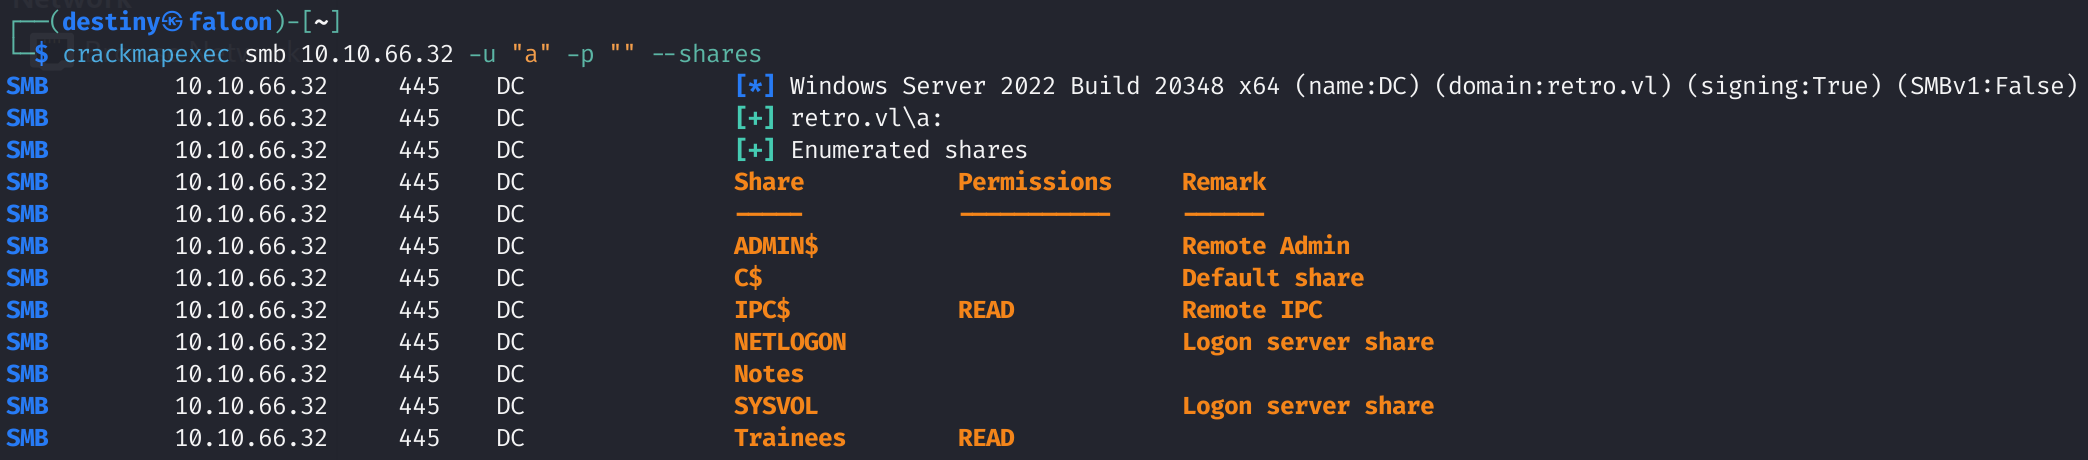 Network
┌──(destiny㉿falcon)-[~]
└─$ crackmapexec smb 10.10.66.32 -u "a" -p "" --shares
SMB         10.10.66.32     445    DC               [*] Windows Server 2022 Build 20348 x64 (name:DC) (domain:retro.vl) (signing:True) (SMBv1:False)
SMB         10.10.66.32     445    DC               [+] retro.vl\a:
SMB         10.10.66.32     445    DC               [+] Enumerated shares
SMB         10.10.66.32     445    DC               Share           Permissions     Remark
SMB         10.10.66.32     445    DC               -----           -----------     ------
SMB         10.10.66.32     445    DC               ADMIN$                          Remote Admin
SMB         10.10.66.32     445    DC               C$                              Default share
SMB         10.10.66.32     445    DC               IPC$            READ            Remote IPC
SMB         10.10.66.32     445    DC               NETLOGON                        Logon server share
SMB         10.10.66.32     445    DC               Notes
SMB         10.10.66.32     445    DC               SYSVOL                          Logon server share
SMB         10.10.66.32     445    DC               Trainees        READ